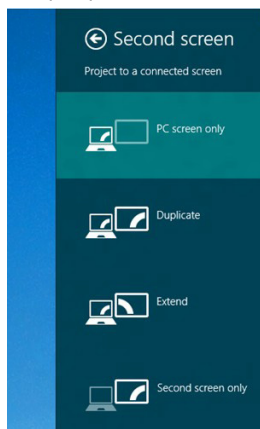 Second screen
Project to a connected screen
PC screen only
Duplicate
Extend
Second screen only